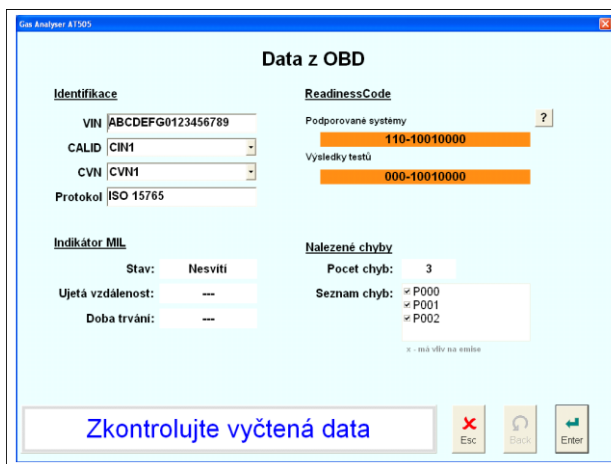 Gas Analyser AT505
Data z OBD
Identifikace
VIN ABCDEFG0123456789
CALID CIN1
CVN CVN1
Protokol ISO 15765
ReadinessCode
Podporované systémy
?
110-10010000
Výsledky testů
000-10010000
Indikátor MIL
Stav: Nesvítí
Ujetá vzdálenost: ---
Doba trvání: ---
Nalezené chyby
Pocet chyb: 3
Seznam chyb: P000
P001
P002
x - má vliv na emise
Zkontrolujte vyčtená data
Esc
Back
Enter